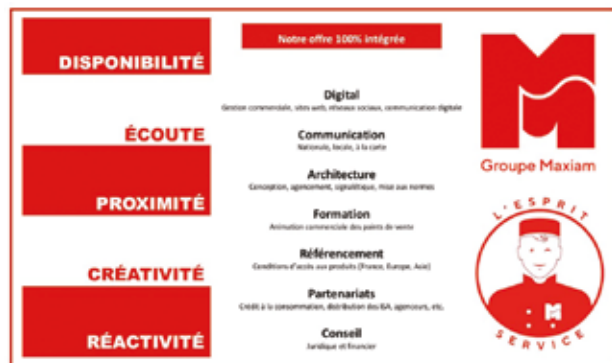 DISPONIBILITÉ
ÉCOUTE
PROXIMITÉ
CRÉATIVITÉ
RÉACTIVITÉ
Notre offre 100% intégrée
Digital
Gestion commerciale, sites web, réseaux sociaux, communication digitale
Communication
Nationale, locale, à la carte
Architecture
Conception, agencement, signalétique, mise aux normes
Formation
Animation commerciale des points de vente
Référencement
Conditions d'accès aux produits (France, Europe, Asie)
Partenariats
Crédit à la consommation, distribution des ISA, agenceurs, etc.
Conseil
Juridique et financier
Groupe Maxiam
L'ESPRIT
SERVICE